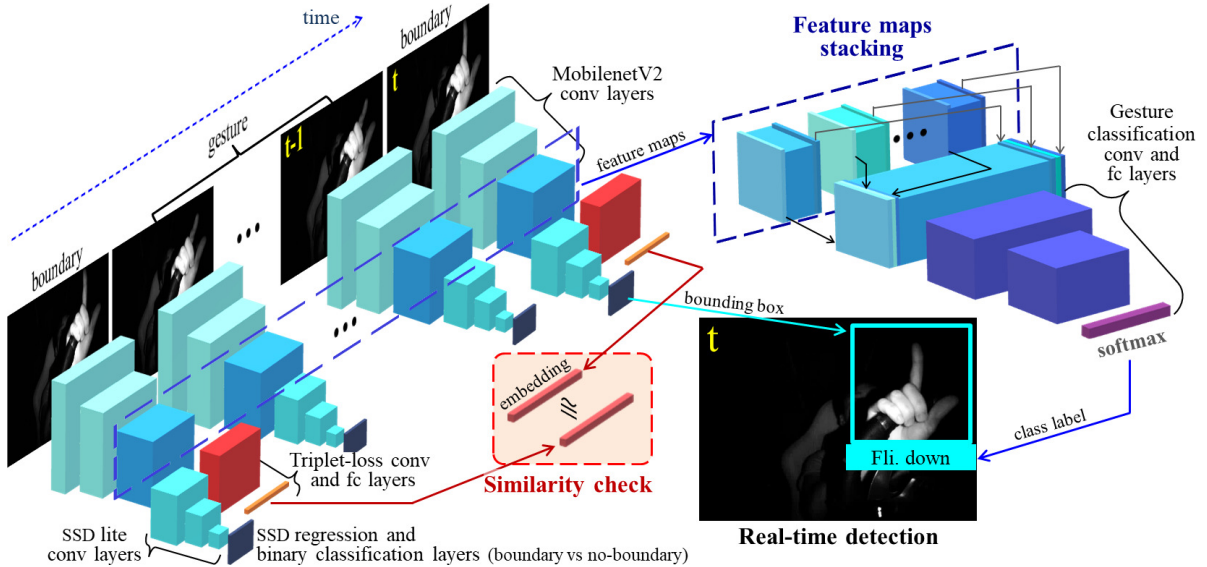 time
boundary
t
MobilenetV2
conv layers
Feature maps
stacking
gesture
t-1
feature maps
Gesture
classification
conv and
fc layers
boundary
bounding box
softmax
t
embedding
≟
class label
Fli. down
Triplet-loss conv
and fc layers
Similarity check
SSD lite
conv layers
SSD regression and
binary classification layers (boundary vs no-boundary)
Real-time detection